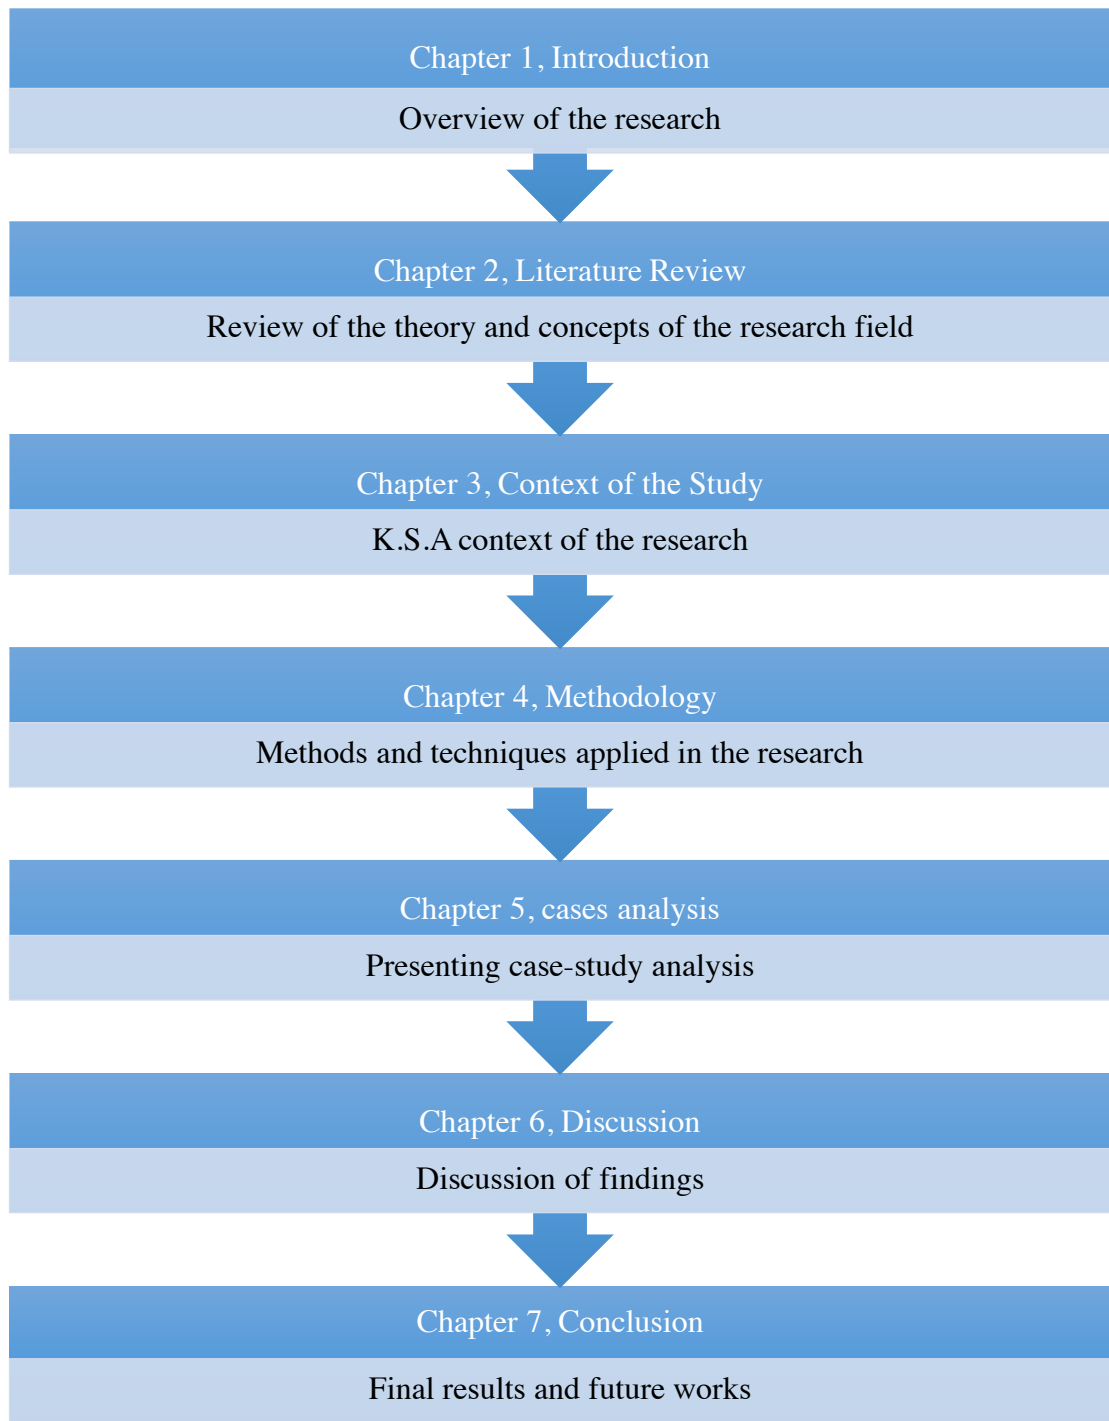 Chapter 1, Introduction
Overview of the research
Chapter 2, Literature Review
Review of the theory and concepts of the research field
Chapter 3, Context of the Study
K.S.A context of the research
Chapter 4, Methodology
Methods and techniques applied in the research
Chapter 5, cases analysis
Presenting case-study analysis
Chapter 6, Discussion
Discussion of findings
Chapter 7, Conclusion
Final results and future works